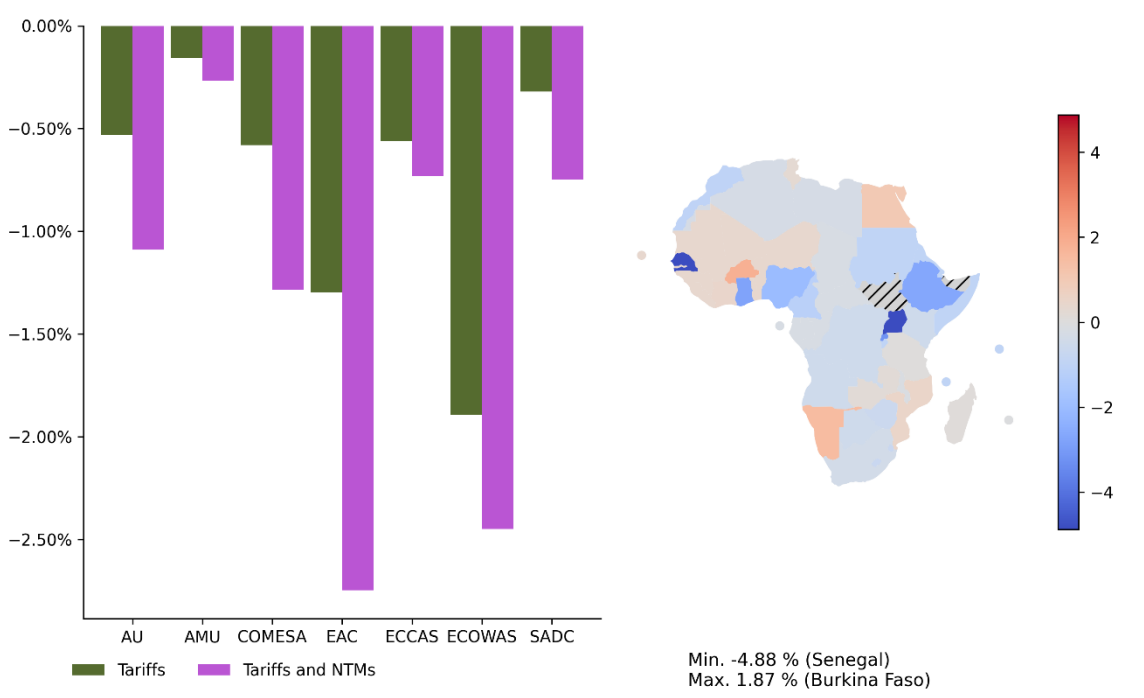 0.00%
−0.50%
−1.00%
−1.50%
−2.00%
−2.50%
AU AMU COMESA EAC ECCAS ECOWAS SADC
Tariffs Tariffs and NTMs
4
2
0
−2
−4
Min. -4.88 % (Senegal)
Max. 1.87 % (Burkina Faso)